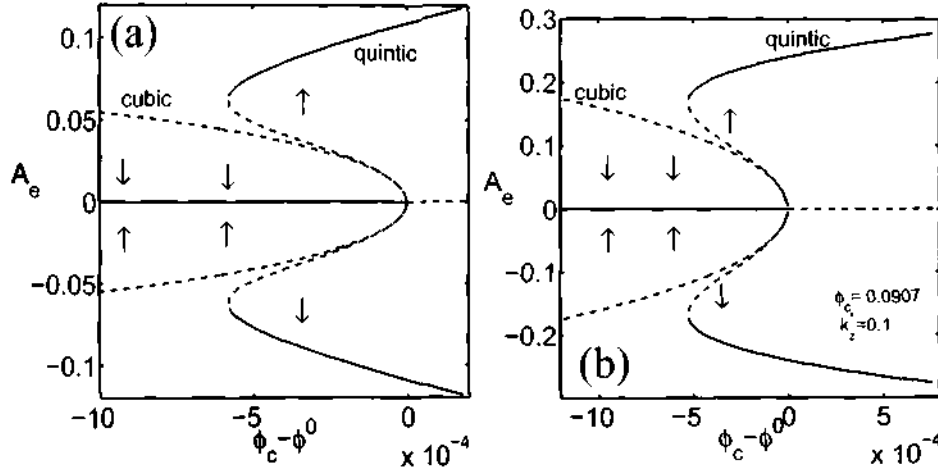 (a)
quintic
cubic
A_e
0.1
0.05
0
−0.05
−0.1
−10
−5
0
ϕ_c−ϕ^0
x 10^−4
0.3
quintic
cubic
0.2
0.1
A_e
0
−0.1
−0.2
ϕ_c = 0.0907
k_z=0.1
(b)
−10
−5
0
5
ϕ_c−ϕ^0
x 10^−4